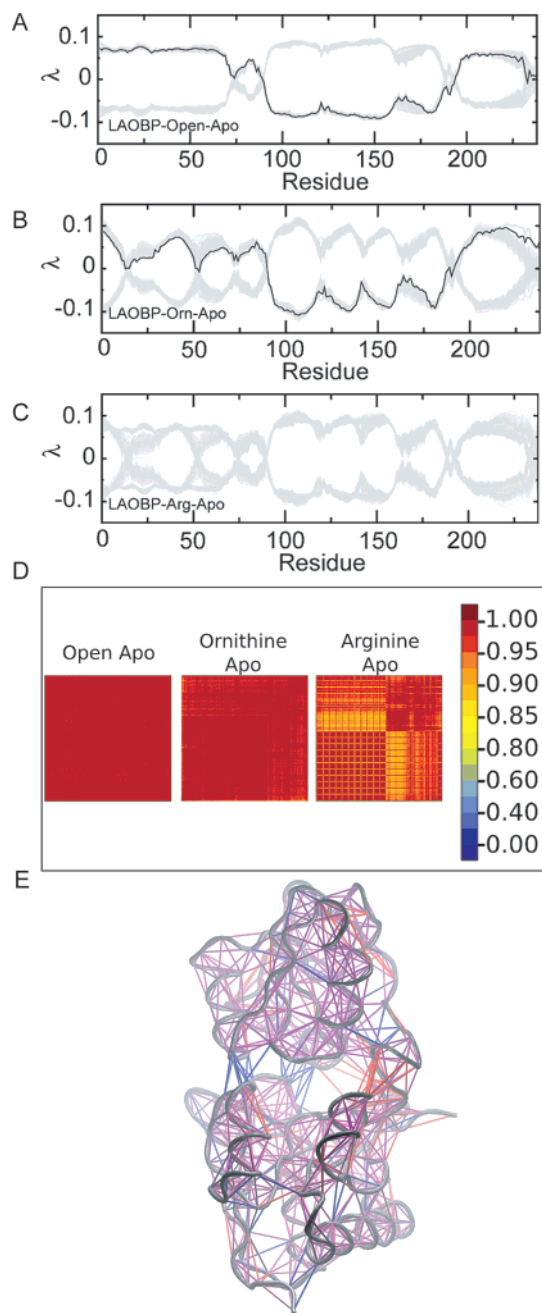 A
0.1
0
-0.1
λ
LAOBP-Open-Apo
0 50 100 150 200
Residue
B
0.1
0
-0.1
λ
LAOBP-Orn-Apo
0 50 100 150 200
Residue
C
0.1
0
-0.1
λ
LAOBP-Arg-Apo
0 50 100 150 200
Residue
D
Open Apo
Ornithine
Apo
Arginine
Apo
1.00
0.95
0.90
0.85
0.60
0.40
0.00
E